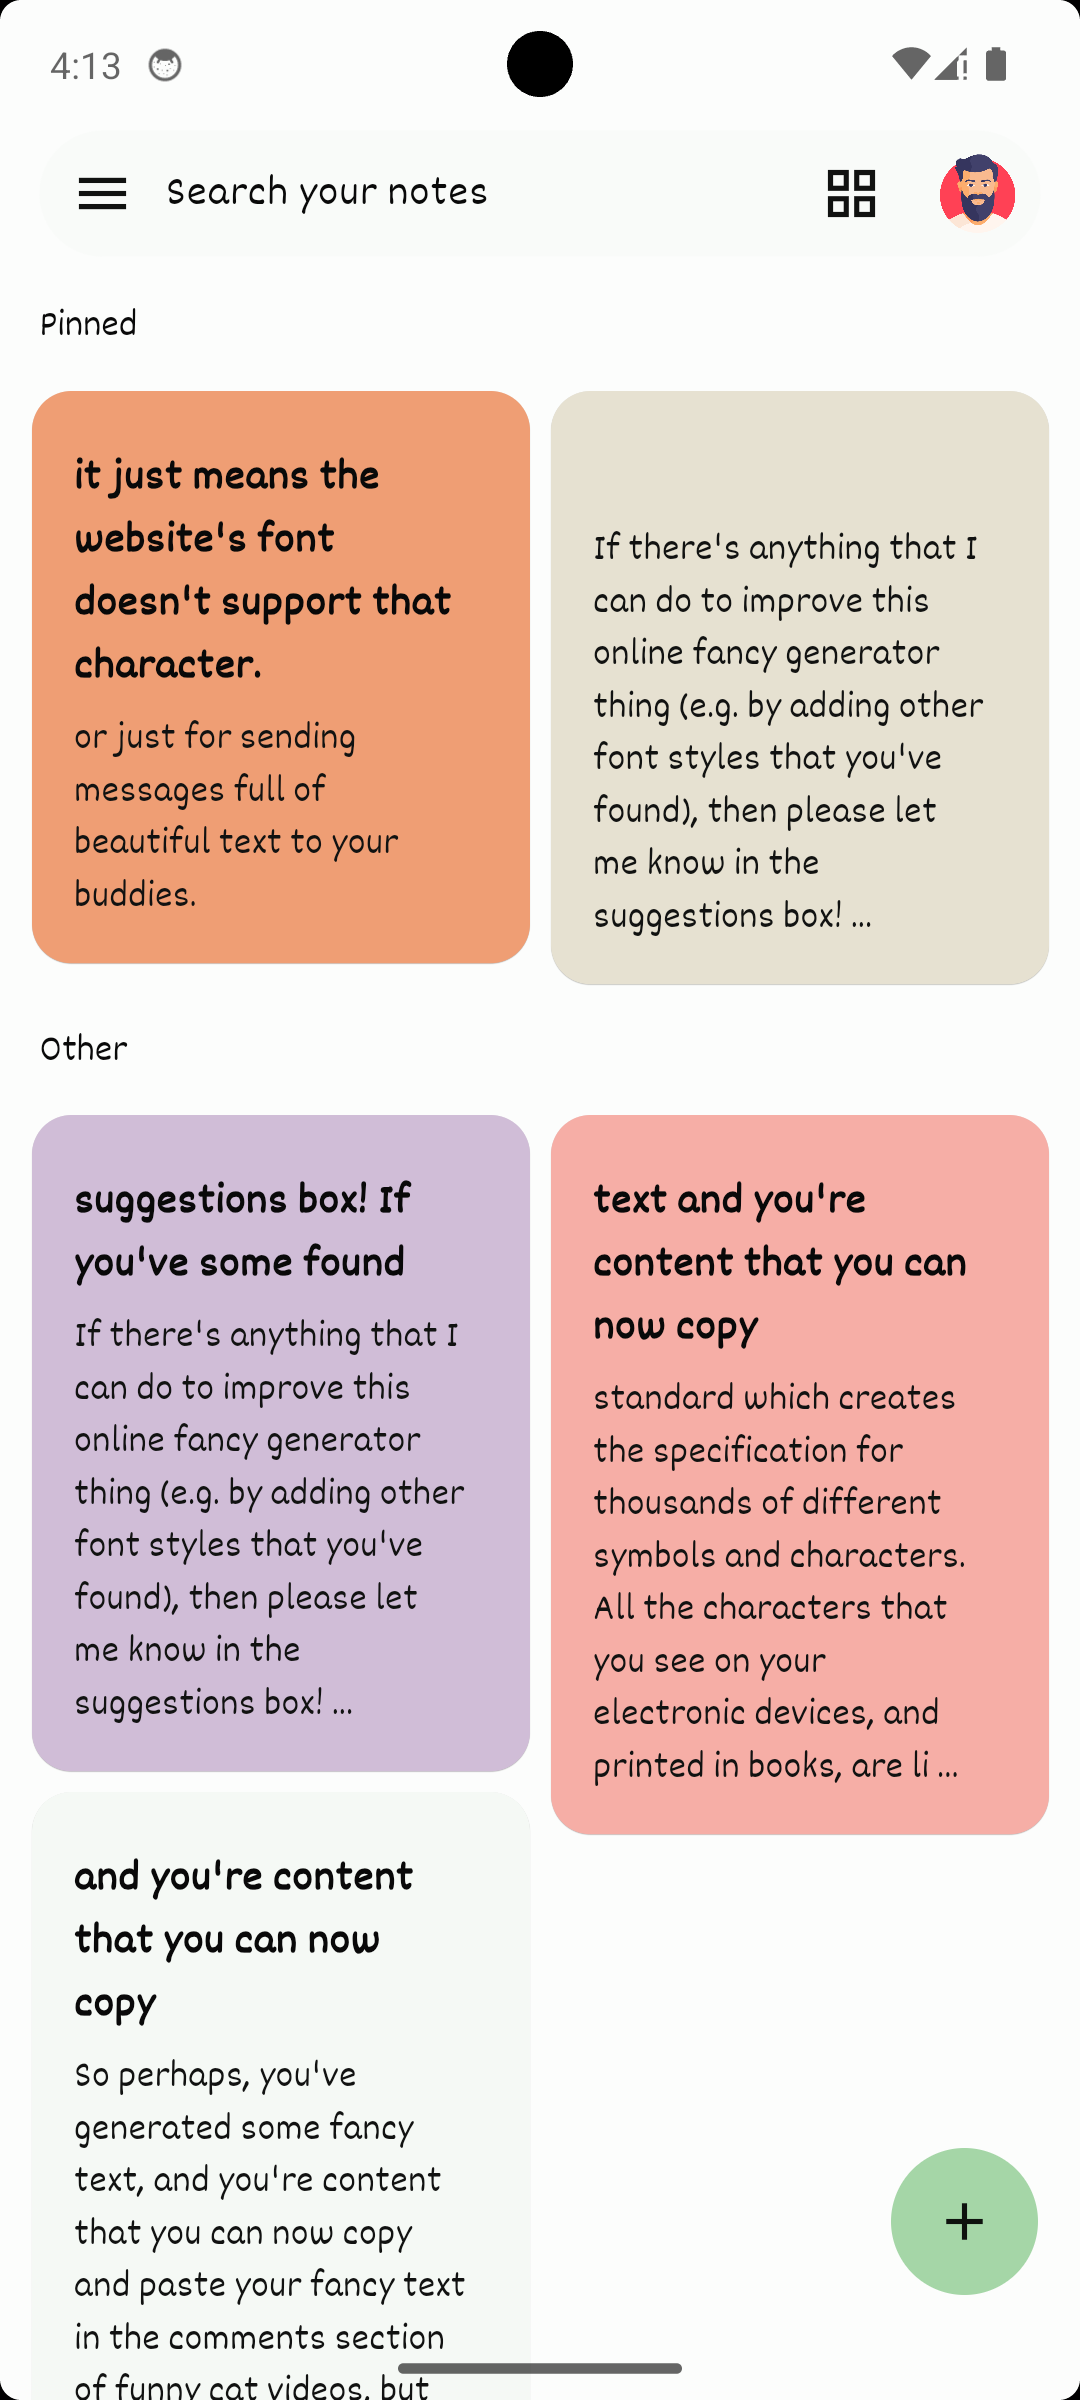 4:13
Search your notes
Pinned
it just means the
website's font
doesn't support that
character.
or just for sending
messages full of
beautiful text to your
buddies.
If there's anything that I
can do to improve this
online fancy generator
thing (e.g. by adding other
font styles that you've
found), then please let
me know in the
suggestions box! ...
Other
suggestions box! If
you've some found
If there's anything that I
can do to improve this
online fancy generator
thing (e.g. by adding other
font styles that you've
found), then please let
me know in the
suggestions box! ...
text and you're
content that you can
now copy
standard which creates
the specification for
thousands of different
symbols and characters.
All the characters that
you see on your
electronic devices, and
printed in books, are li ...
and you're content
that you can now
copy
So perhaps, you've
generated some fancy
text, and you're content
that you can now copy
and paste your fancy text
in the comments section
of funny cat videos, but